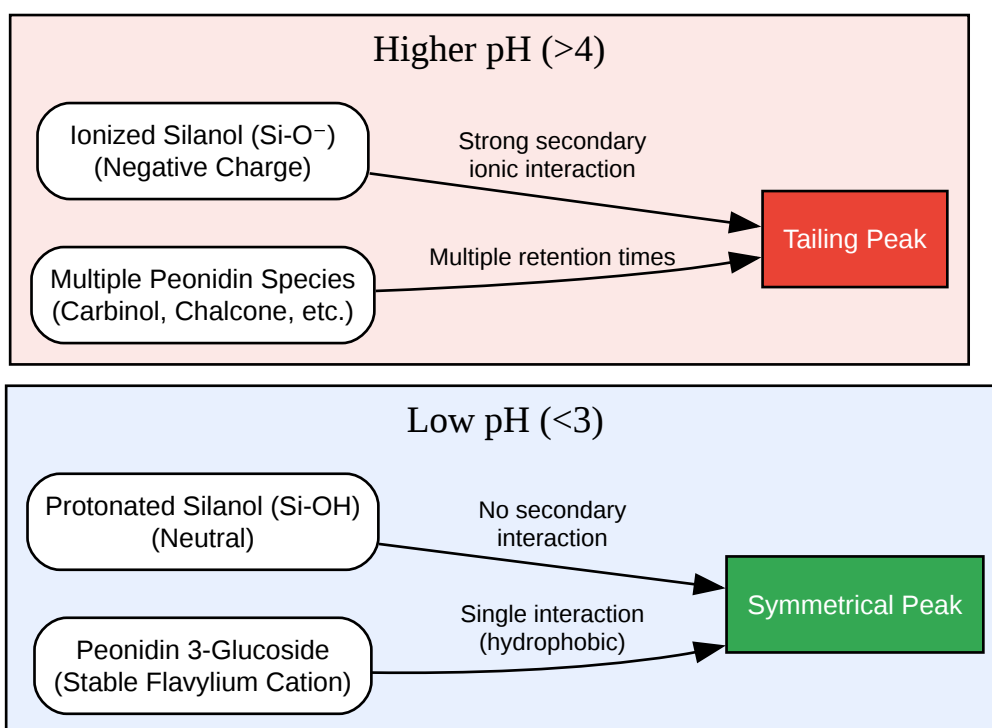 Higher pH (>4)
Ionized Silanol (Si-O⁻)
(Negative Charge)
Strong secondary
ionic interaction
Tailing Peak
Multiple Peonidin Species
(Carbinol, Chalcone, etc.)
Multiple retention times
Low pH (<3)
Protonated Silanol (Si-OH)
(Neutral)
No secondary
interaction
Symmetrical Peak
Peonidin 3-Glucoside
(Stable Flavylium Cation)
Single interaction
(hydrophobic)